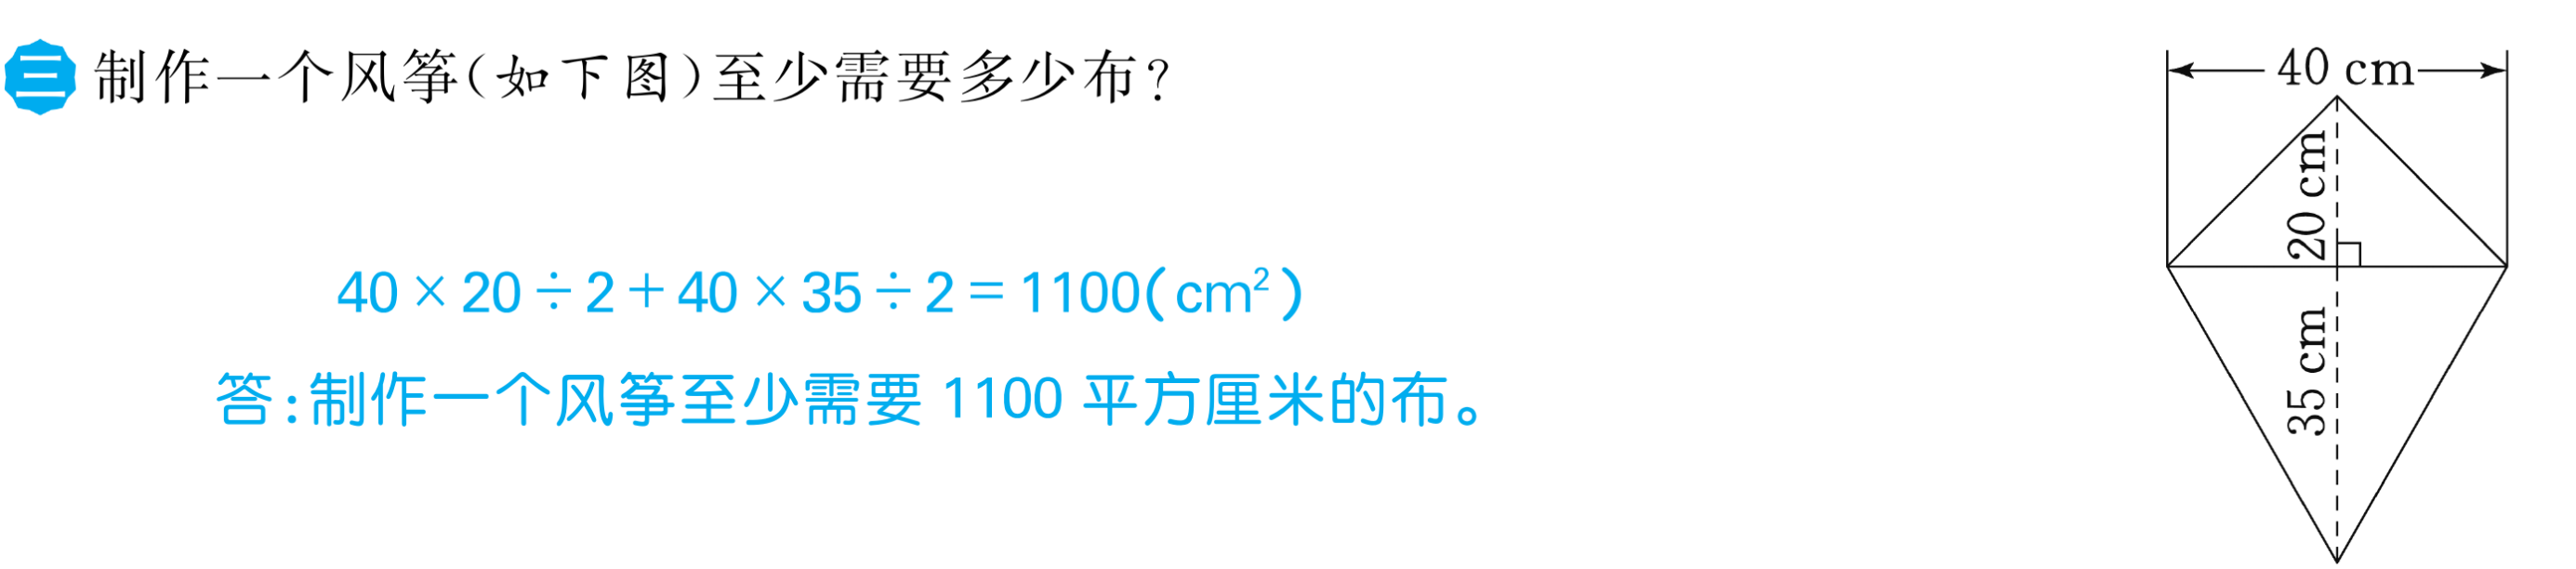 三 制作一个风筝(如下图)至少需要多少布?
40 cm
20 cm
35 cm
40×20÷2+40×35÷2=1100(cm²)
答:制作一个风筝至少需要 1100 平方厘米的布。